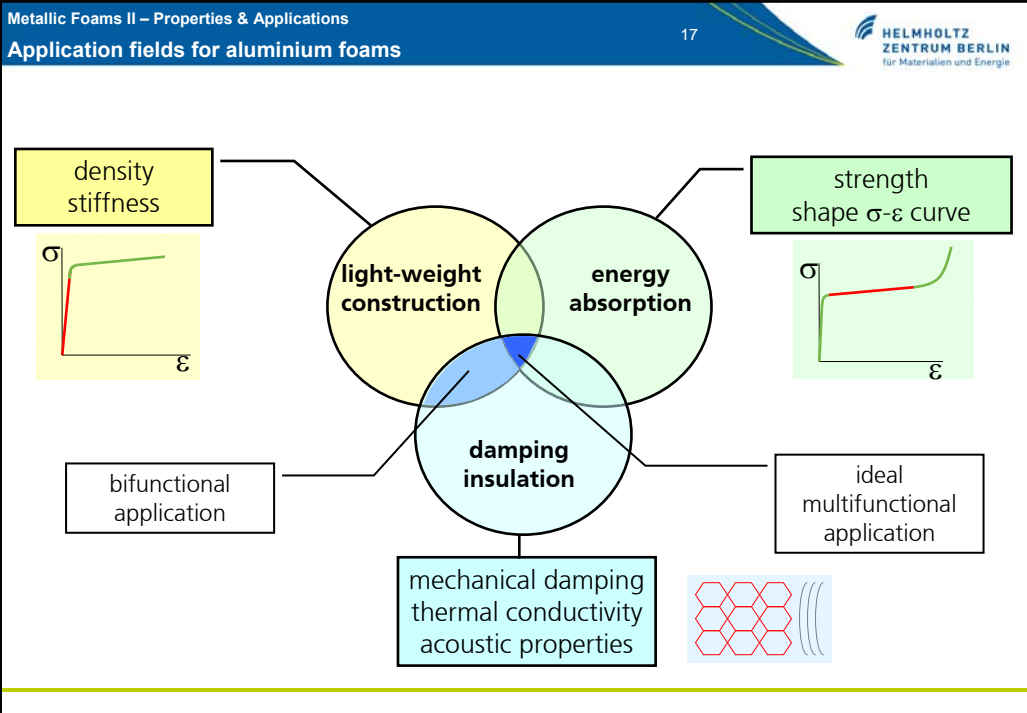 Metallic Foams II – Properties & Applications
Application fields for aluminium foams
17
HELMHOLTZ
ZENTRUM BERLIN
für Materialien und Energie
density
stiffness
strength
shape σ-ε curve
σ
ε
light-weight
construction
energy
absorption
σ
ε
damping
insulation
bifunctional
application
ideal
multifunctional
application
mechanical damping
thermal conductivity
acoustic properties